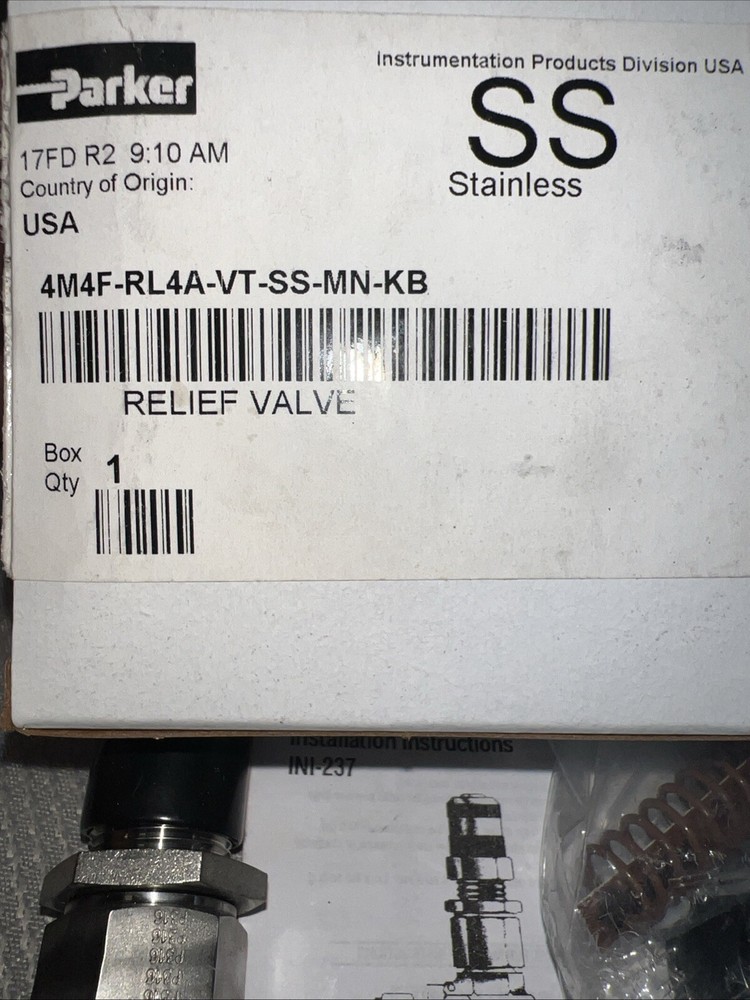 Parker
Instrumentation Products Division USA
SS
Stainless
17FD R2 9:10 AM
Country of Origin:
USA
4M4F-RL4A-VT-SS-MN-KB
RELIEF VALVE
Box
Qty 1
Installation Instructions
INI-237